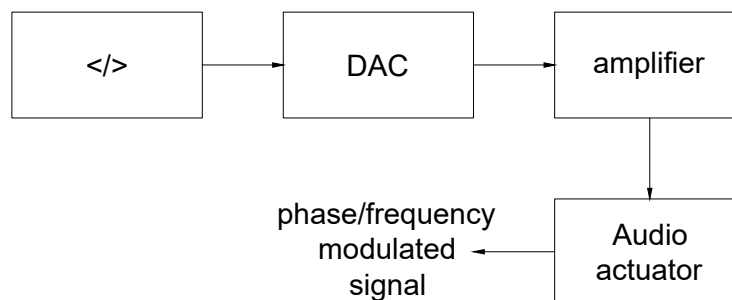 </>
DAC
amplifier
Audio
actuator
phase/frequency
modulated
signal